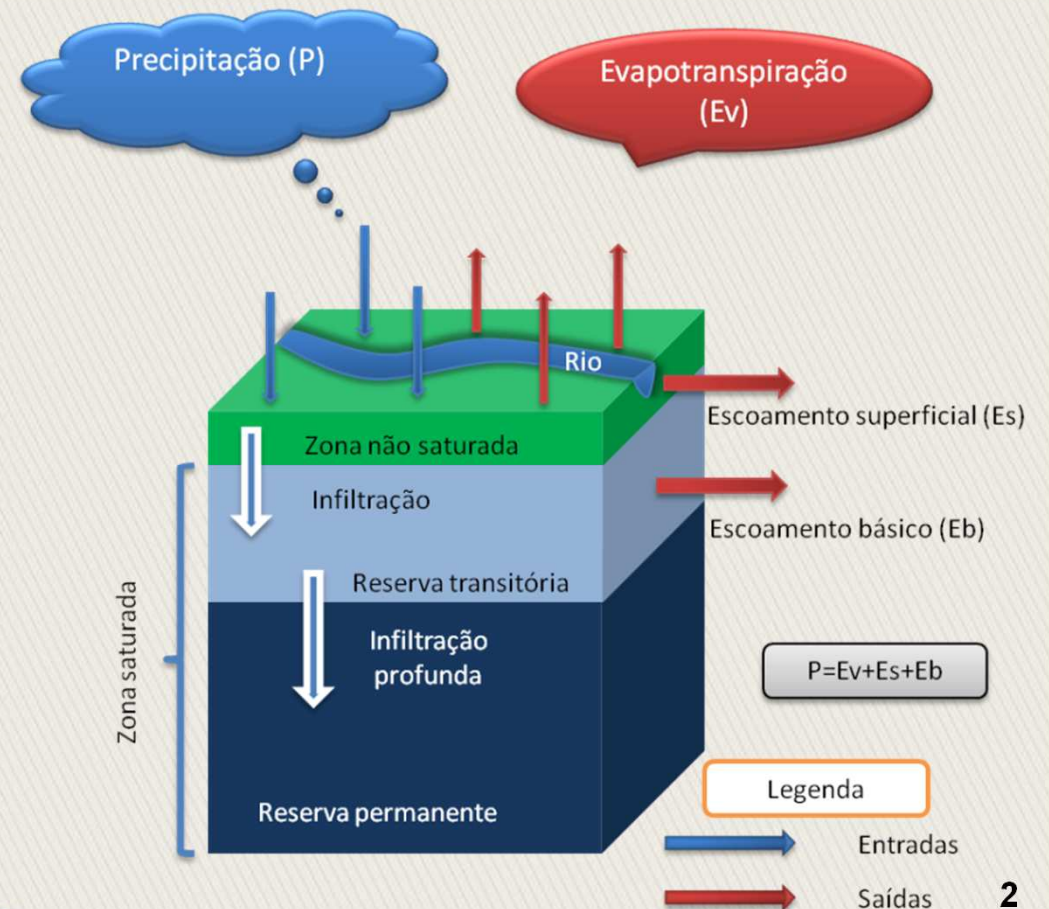 Precipitação (P)
Evapotranspiração
(Ev)
Rio
Escoamento superficial (Es)
Zona não saturada
Infiltração
Escoamento básico (Eb)
Reserva transitória
Zona saturada
Infiltração
profunda
P=Ev+Es+Eb
Legenda
Reserva permanente
Entradas
Saídas
2